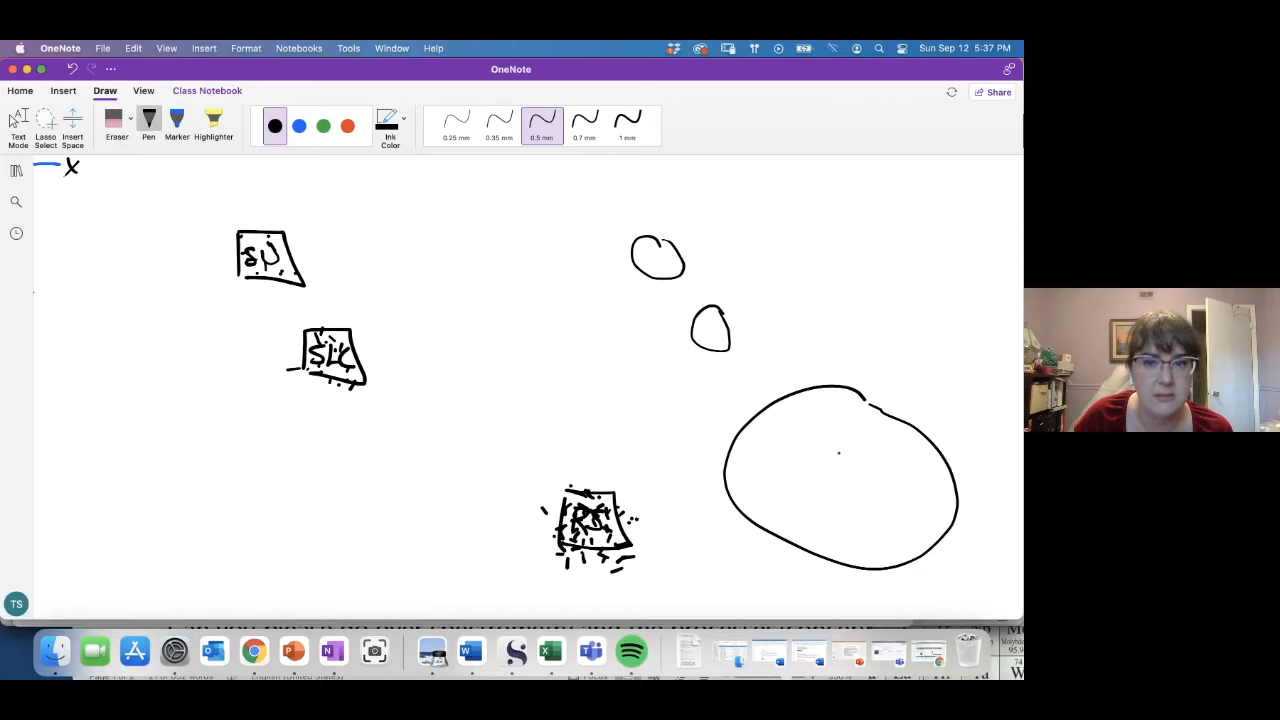 OneNote File Edit View Insert Format Notebooks Tools Window Help Sun Sep 12 5:37 PM
OneNote
Home Insert Draw View Class Notebook Share
Text Mode Lasso Select Insert Space Eraser Pen Marker Highlighter Ink Color 0.25 mm 0.35 mm 0.5 mm 0.7 mm 1 mm
X
SLC
TS